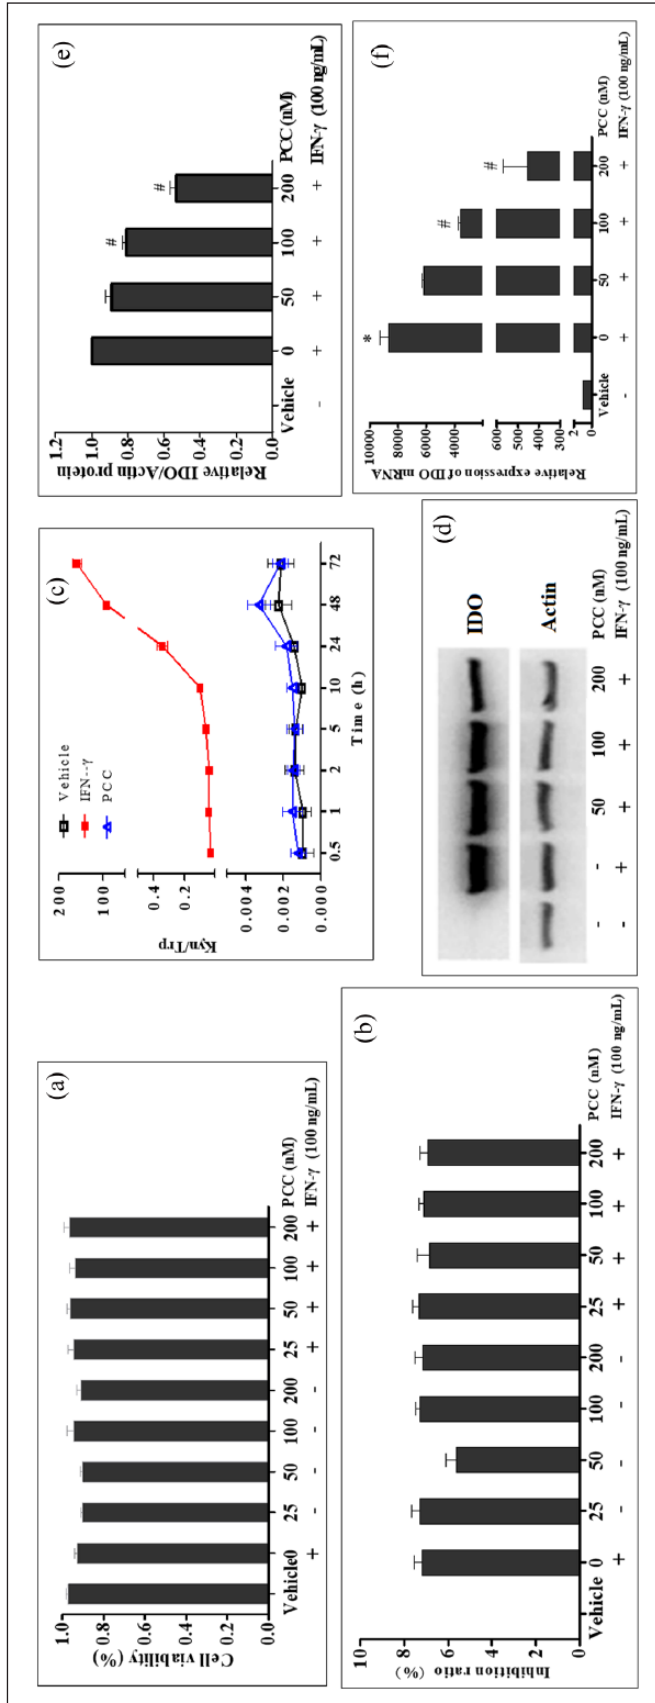 (a)
Cell viability (%)
1.0
0.8
0.6
0.4
0.2
0.0
Vehicle 0 25 50 100 200 25 50 100 200 PCC (nM)
+ - - - - + + + + IFN-γ (100 ng/mL)
(b)
Inhibition ratio (%)
10
8
6
4
2
0
Vehicle 0 25 50 100 200 25 50 100 200 PCC (nM)
+ - - - - + + + + IFN-γ (100 ng/mL)
(c)
Kyn/Trp
200
100
0.4
0.2
0.004
0.002
0.000
Vehicle
IFN--γ
PCC
0.5 1 2 5 10 24 48 72
Time (h)
(d)
IDO
Actin
- - 50 100 200 PCC (nM)
- + + + + IFN-γ (100 ng/mL)
(e)
Relative IDO/Actin protein
1.2
1.0
0.8
0.6
0.4
0.2
0.0
# #
Vehicle 0 50 100 200 PCC (nM)
- + + + + IFN-γ (100 ng/mL)
(f)
Relative expression of IDO mRNA
10000
80000
60000
40000
600
400
300
2
0
* # #
Vehicle 0 50 100 200 PCC (nM)
- + + + + IFN-γ (100 ng/mL)